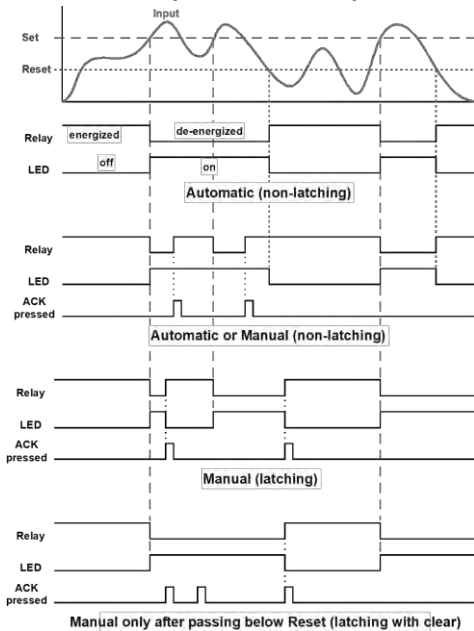 Input
Set
Reset
Relay
energized
de-energized
LED
off
on
Automatic (non-latching)
Relay
LED
ACK
pressed
Automatic or Manual (non-latching)
Relay
LED
ACK
pressed
Manual (latching)
Relay
LED
ACK
pressed
Manual only after passing below Reset (latching with clear)